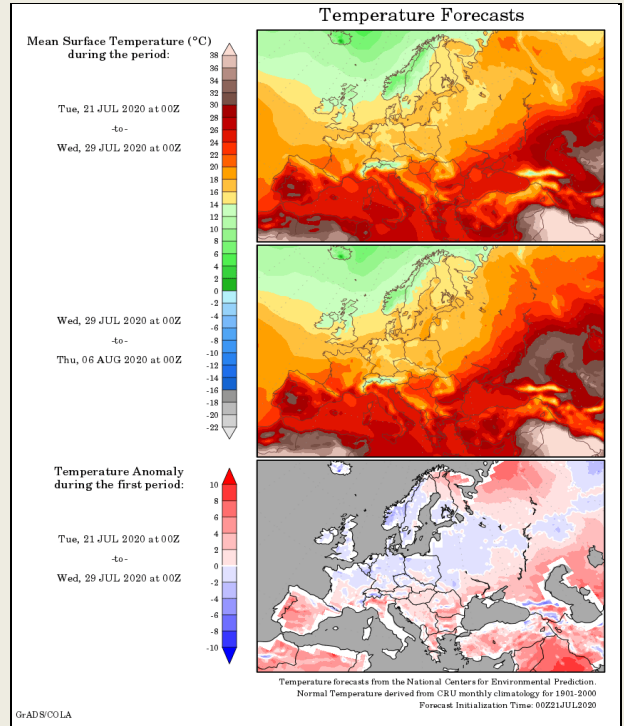 Temperature Forecasts
Mean Surface Temperature (°C)
during the period:
38
36
34
32
30
28
26
24
22
20
18
16
14
12
10
8
6
4
2
0
-2
-4
-6
-8
-10
-12
-14
-16
-18
-20
-22
Tue, 21 JUL 2020 at 00Z
-to-
Wed, 29 JUL 2020 at 00Z
Wed, 29 JUL 2020 at 00Z
-to-
Thu, 06 AUG 2020 at 00Z
Temperature Anomaly
during the first period:
10
8
6
4
2
0
-2
-4
-6
-8
-10
Tue, 21 JUL 2020 at 00Z
-to-
Wed, 29 JUL 2020 at 00Z
Temperature forecasts from the National Centers for Environmental Prediction.
Normal Temperature derived from CRU monthly climatology for 1901-2000
Forecast Initialization Time: 00Z21JUL2020
GrADS/COLA